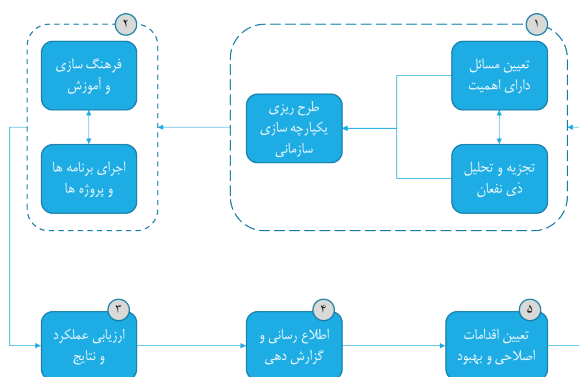 ۱
تعیین مسائل
دارای اهمیت
تجزیه و تحلیل
ذی نفعان
طرح ریزی
یکپارچه سازی
سازمانی
۲
فرهنگ سازی
و آموزش
اجرای برنامه ها
و پروژه ها
۳
ارزیابی عملکرد
و نتایج
۴
اطلاع رسانی و
گزارش دهی
۵
تعیین اقدامات
اصلاحی و بهبود